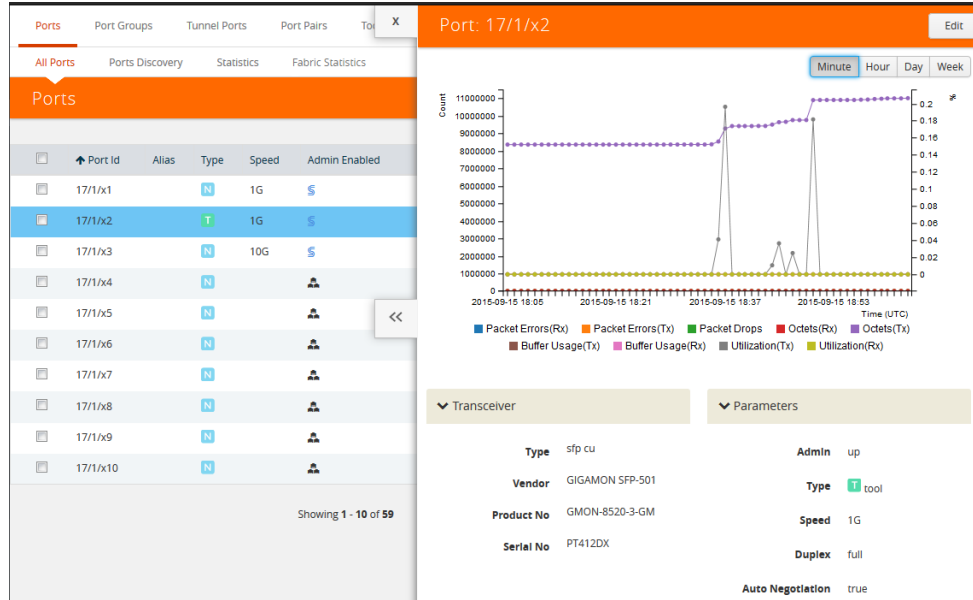 Ports Port Groups Tunnel Ports Port Pairs
All Ports Ports Discovery Statistics Fabric Statistics
Ports
Port Id Alias Type Speed Admin Enabled
17/1/x1 N 1G
17/1/x2 T 1G
17/1/x3 N 10G
17/1/x4 N
17/1/x5 N
17/1/x6 N
17/1/x7 N
17/1/x8 N
17/1/x9 N
17/1/x10 N
Showing 1 - 10 of 59
x
Port: 17/1/x2
Edit
Minute Hour Day Week
Count
%
11000000
10000000
9000000
8000000
7000000
6000000
5000000
4000000
3000000
2000000
1000000
0
0.2
0.18
0.16
0.14
0.12
0.1
0.08
0.06
0.04
0.02
0
2015-09-15 18:05 2015-09-15 18:21 2015-09-15 18:37 2015-09-15 18:53
Time (UTC)
Packet Errors(Rx) Packet Errors(Tx) Packet Drops Octets(Rx) Octets(Tx)
Buffer Usage(Tx) Buffer Usage(Rx) Utilization(Tx) Utilization(Rx)
Transceiver
Type sfp cu
Vendor GIGAMON SFP-501
Product No GMON-8520-3-GM
Serial No PT412DX
Parameters
Admin up
Type T tool
Speed 1G
Duplex full
Auto Negotiation true